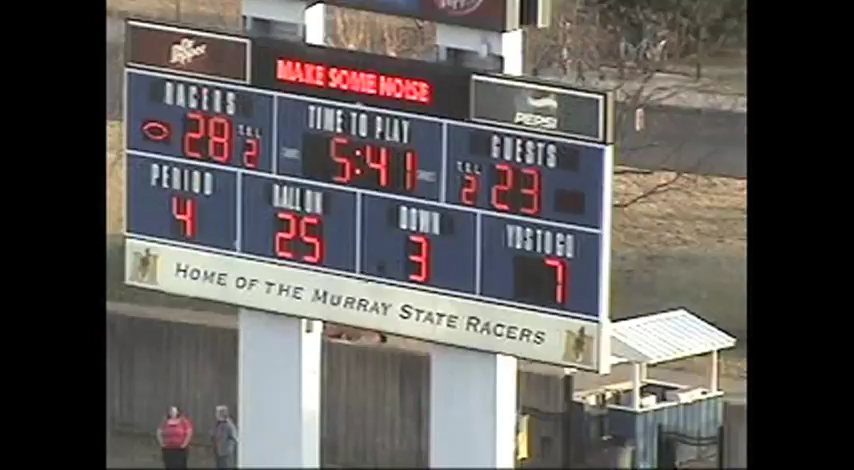 Dr Pepper
MAKE SOME NOISE
PEPSI
RACERS
28
T.O.L
2
TIME TO PLAY
5:41
GUESTS
T.O.L
2
23
PERIOD
4
BALL ON
25
DOWN
3
YDS TO GO
7
HOME OF THE MURRAY STATE RACERS